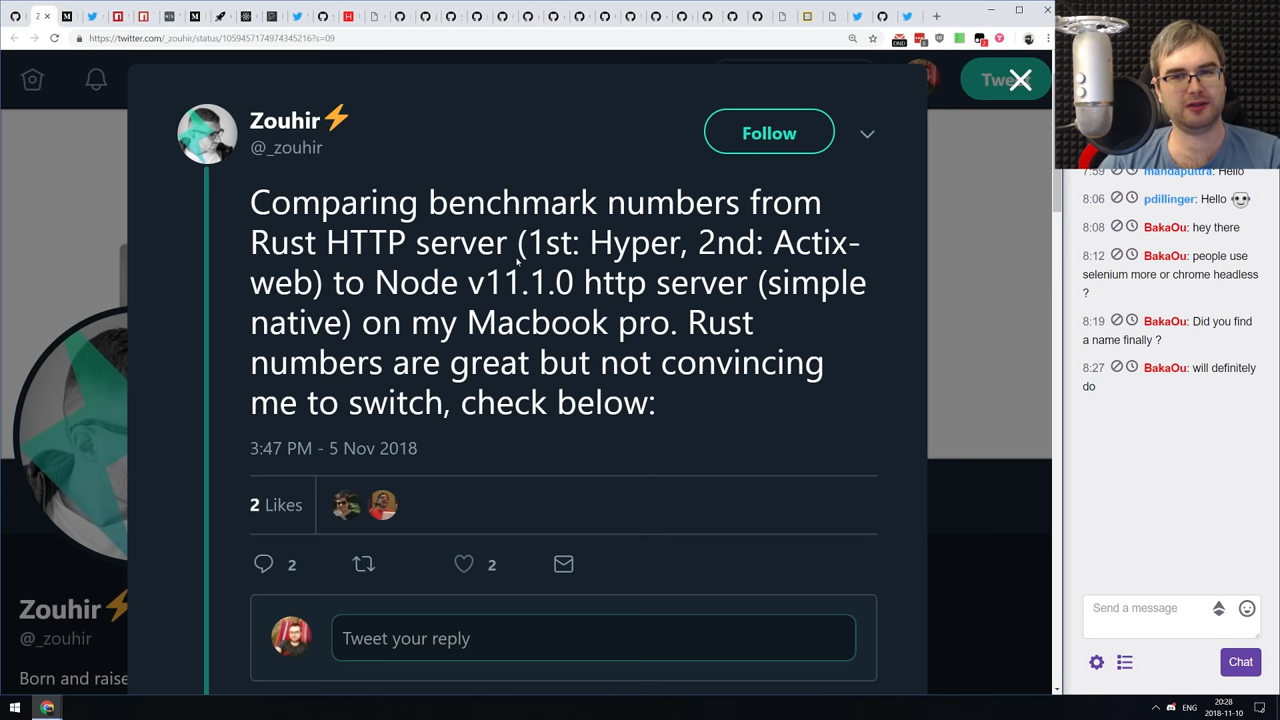 2
https://twitter.com/_zouhir/status/1059457174974345216?s=09
Tweet
Zouhir⚡
@_zouhir
Follow
Comparing benchmark numbers from
Rust HTTP server (1st: Hyper, 2nd: Actix-
web) to Node v11.1.0 http server (simple
native) on my Macbook pro. Rust
numbers are great but not convincing
me to switch, check below:
3:47 PM - 5 Nov 2018
2 Likes
2
2
Tweet your reply
Zouhir⚡
@_zouhir
Born and raise
7:59 mandaputtra: Hello
8:06 pdillinger: Hello
8:08 BakaOu: hey there
8:12 BakaOu: people use
selenium more or chrome headless
?
8:19 BakaOu: Did you find
a name finally ?
8:27 BakaOu: will definitely
do
Send a message
Chat
ENG
20:28
2018-11-10